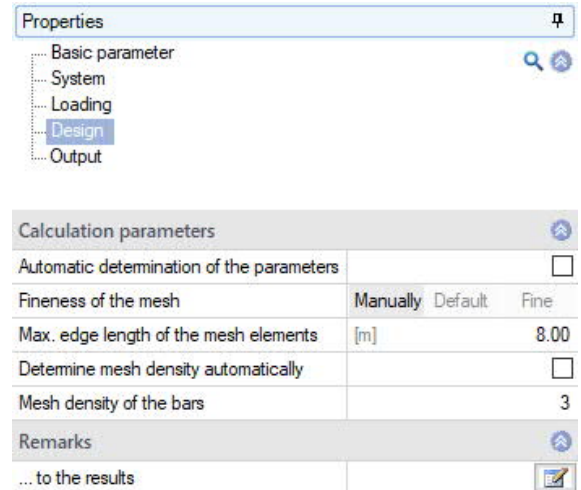 Properties
Basic parameter
System
Loading
Design
Output
Calculation parameters
Automatic determination of the parameters
Fineness of the mesh Manually Default Fine
Max. edge length of the mesh elements [m] 8.00
Determine mesh density automatically
Mesh density of the bars 3
Remarks
... to the results